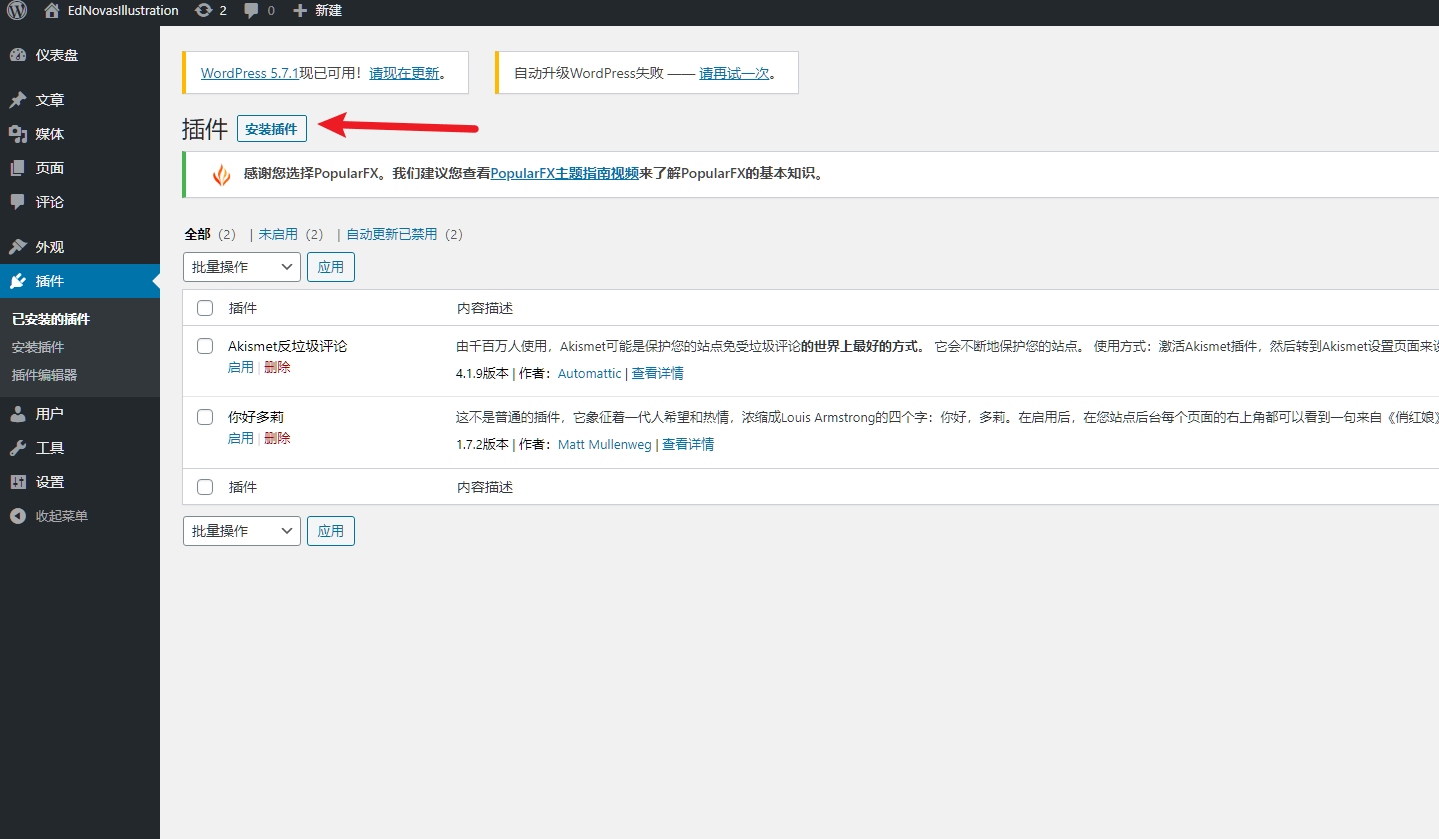 EdNovasIllustration 2 0 新建
仪表盘
文章
媒体
页面
评论
外观
插件
已安装的插件
安装插件
插件编辑器
用户
工具
设置
收起菜单
WordPress 5.7.1现已可用！请现在更新。
自动升级WordPress失败 —— 请再试一次。
插件 安装插件
感谢您选择PopularFX。我们建议您查看PopularFX主题指南视频来了解PopularFX的基本知识。
全部（2） | 未启用（2） | 自动更新已禁用（2）
批量操作 应用
插件 内容描述
Akismet反垃圾评论
启用 | 删除
由千百万人使用，Akismet可能是保护您的站点免受垃圾评论的世界上最好的方式。 它会不断地保护您的站点。 使用方式：激活Akismet插件，然后转到Akismet设置页面来设
4.1.9版本 | 作者：Automattic | 查看详情
你好多莉
启用 | 删除
这不是普通的插件，它象征着一代人希望和热情，浓缩成Louis Armstrong的四个字：你好，多莉。在启用后，在您站点后台每个页面的右上角都可以看到一句来自《俏红娘》
1.7.2版本 | 作者：Matt Mullenweg | 查看详情
插件 内容描述
批量操作 应用